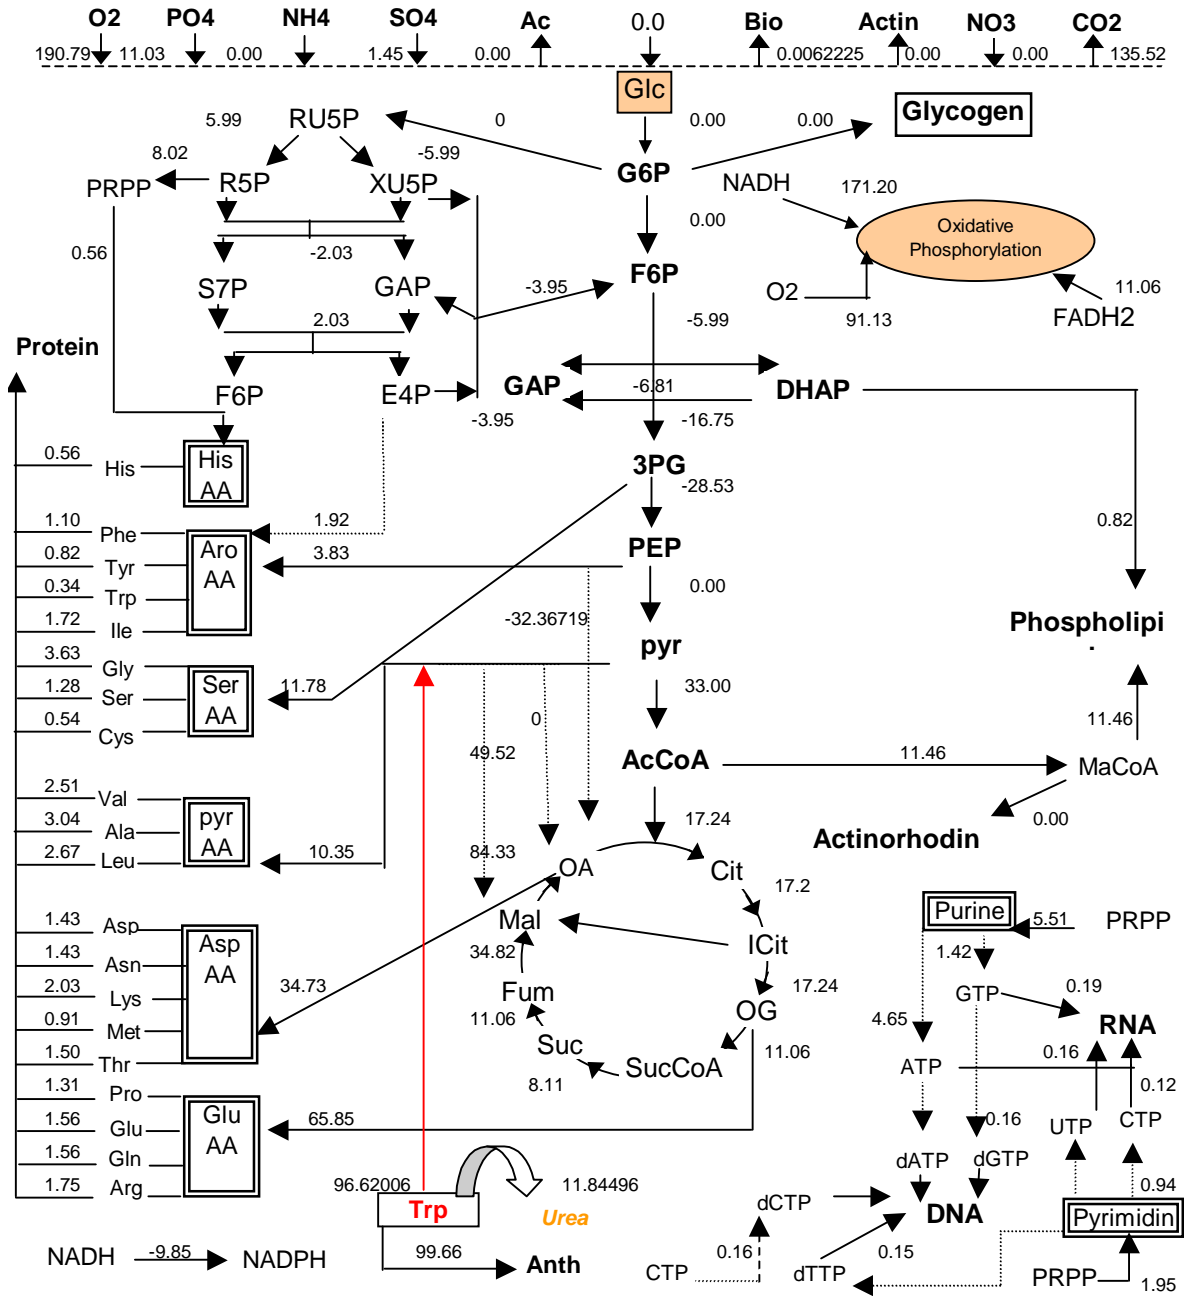 O2 PO4 NH4 SO4 Ac 0.0 Bio Actin NO3 CO2
190.79 11.03 0.00 1.45 0.00 0.0062225 0.00 0.00 135.52
Glc
5.99 RU5P 0 0.00 0.00 Glycogen
8.02 -5.99
PRPP R5P XU5P G6P NADH 171.20
0.56 -2.03 0.00 Oxidative
Phosphorylation
S7P GAP -3.95 F6P O2 11.06
2.03 -5.99 91.13 FADH2
Protein
F6P E4P GAP -6.81 DHAP
-3.95 -16.75
0.56 His His
AA
3PG
-28.53
1.10 Phe 1.92 0.82
0.82 Tyr Aro
AA 3.83 PEP
0.34 Trp 0.00
1.72 Ile -32.36719 Phospholipi
.
3.63 Gly pyr
1.28 Ser Ser
AA 11.78 33.00
0.54 Cys 0 11.46
49.52 AcCoA 11.46 MaCoA
2.51 Val 0.00
3.04 Ala pyr
AA 17.24 Actinorhodin
2.67 Leu 10.35 84.33 OA Cit 17.2
1.43 Asp Mal Purine 5.51 PRPP
1.43 Asn Asp
AA 34.82 ICit 1.42
2.03 Lys 34.73 Fum 17.24 GTP 0.19
0.91 Met 11.06 OG 4.65 RNA
1.50 Thr Suc SucCoA 11.06 ATP 0.16
1.31 Pro 8.11 0.12
1.56 Glu Glu
AA 65.85 0.16 UTP CTP
1.56 Gln dATP dGTP
1.75 Arg 96.62006 Trp Urea 11.84496 dCTP DNA 0.94
Pyrimidin
NADH -9.85 NADPH 99.66 Anth CTP 0.16 dTTP 0.15 PRPP 1.95